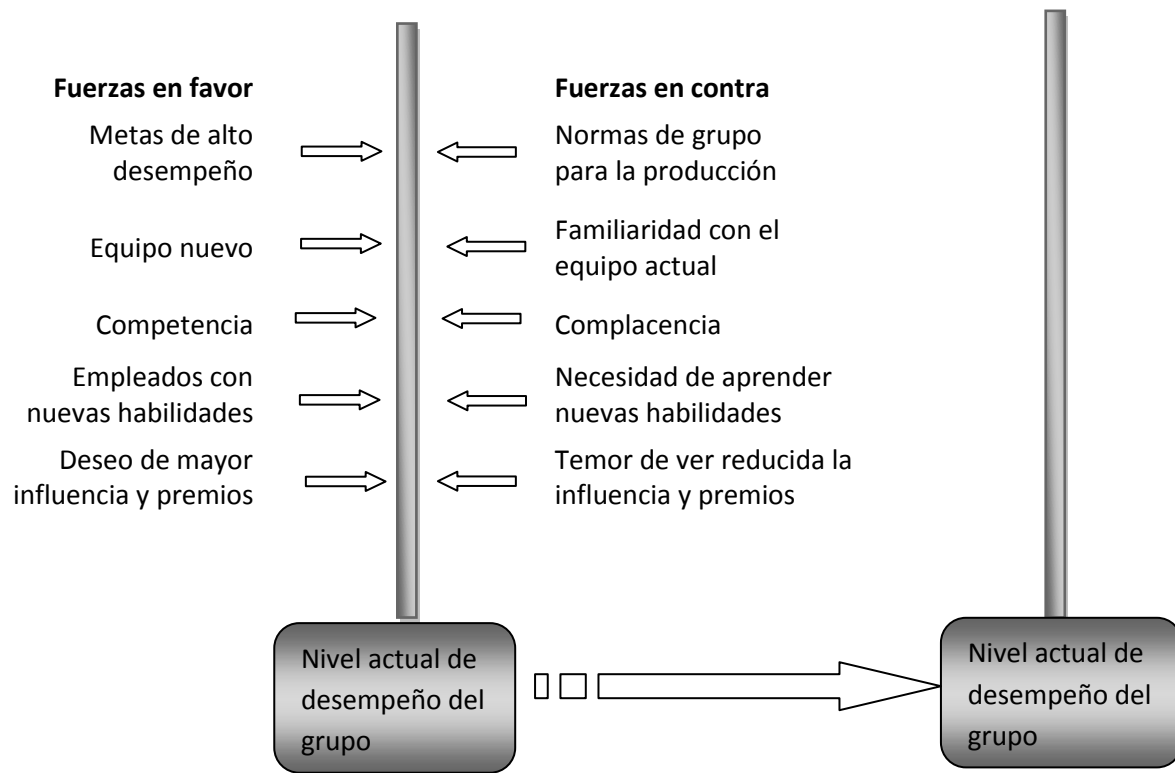 Fuerzas en favor
Metas de alto
desempeño
Equipo nuevo
Competencia
Empleados con
nuevas habilidades
Deseo de mayor
influencia y premios
Fuerzas en contra
Normas de grupo
para la producción
Familiaridad con el
equipo actual
Complacencia
Necesidad de aprender
nuevas habilidades
Temor de ver reducida la
influencia y premios
Nivel actual de
desempeño del
grupo
Nivel actual de
desempeño del
grupo